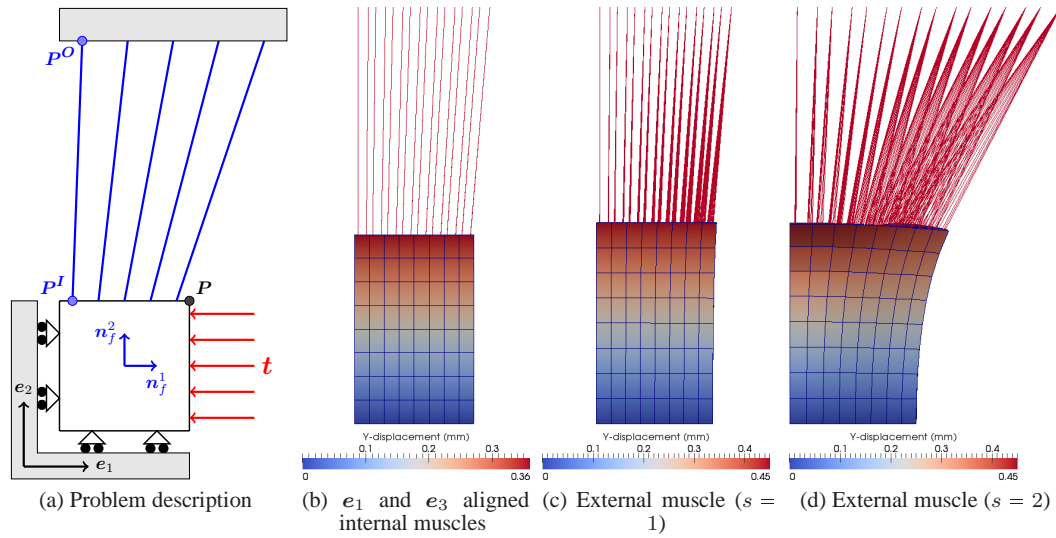 P^O
P^I
P
n_f^2
n_f^1
t
e_2
e_1
Y-displacement (mm)
0.1 0.2 0.3
0 0.36
Y-displacement (mm)
0.1 0.2 0.3
0 0.45
Y-displacement (mm)
0.1 0.2 0.3 0.4
0 0.45
(a) Problem description
(b) e_1 and e_3 aligned
internal muscles
(c) External muscle (s =
1)
(d) External muscle (s = 2)